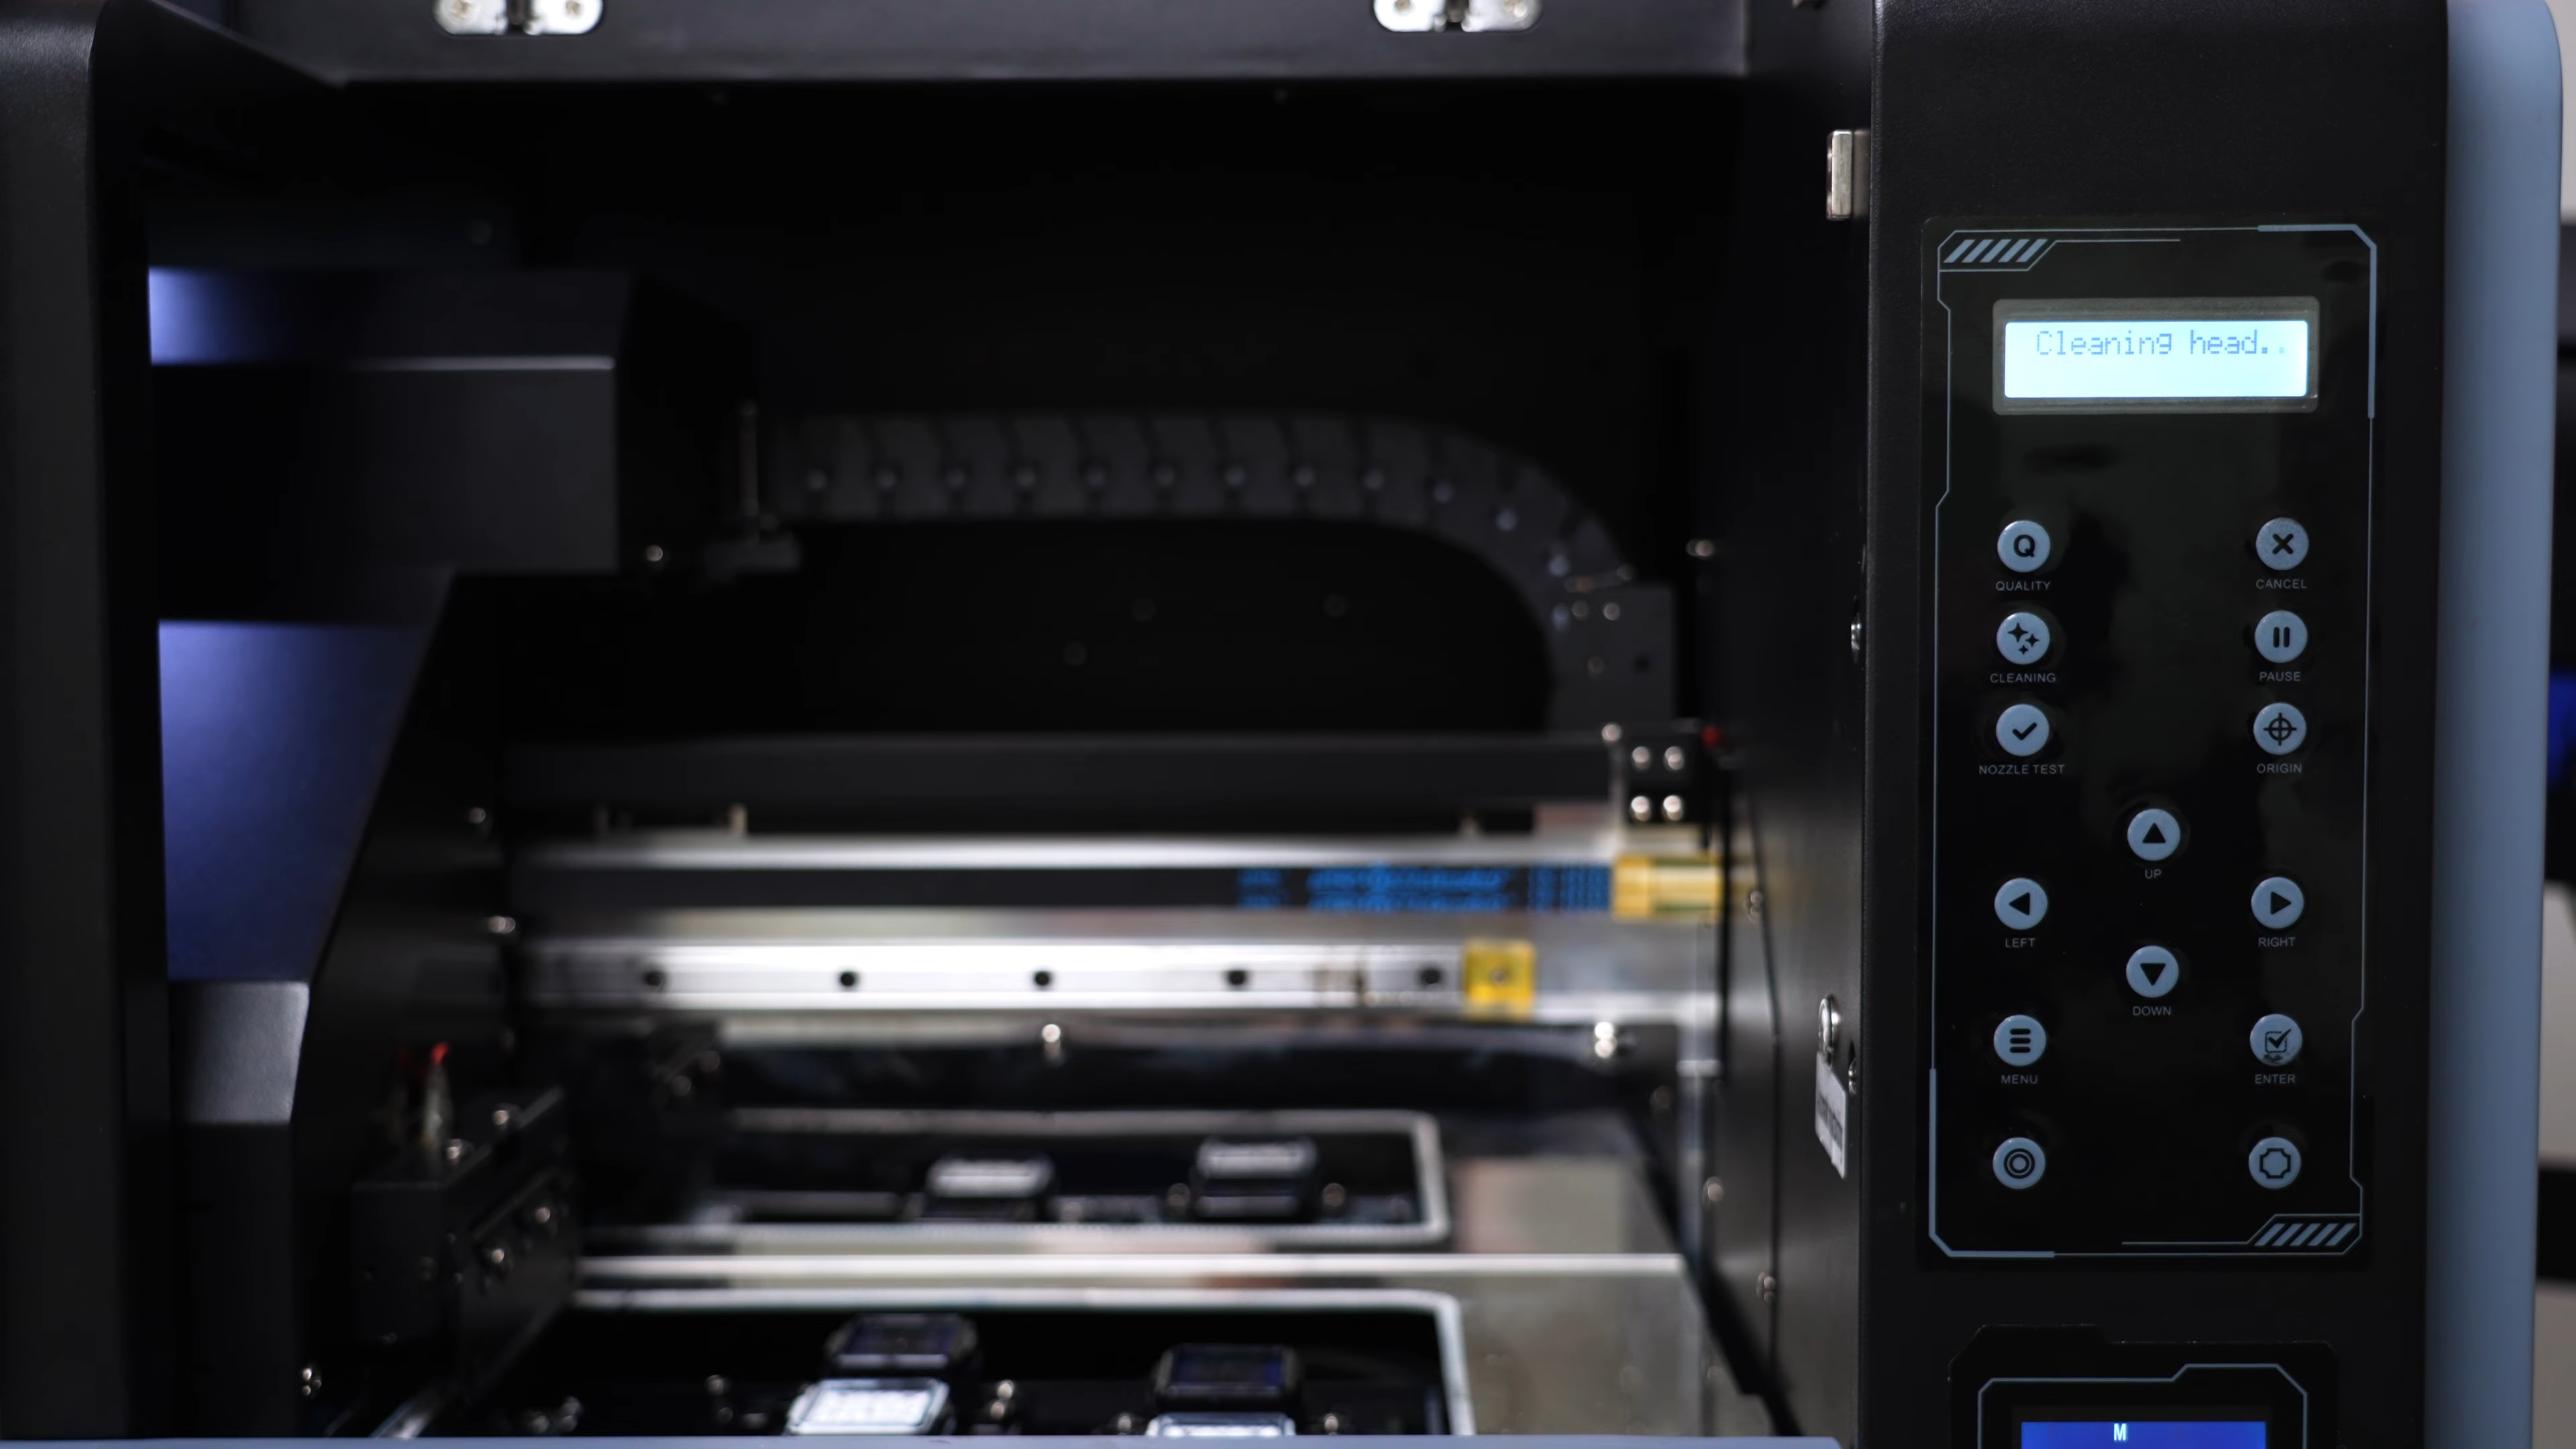 Cleaning head..
Q
QUALITY
CANCEL
CLEANING
PAUSE
NOZZLE TEST
ORIGIN
UP
LEFT
RIGHT
DOWN
MENU
ENTER
M